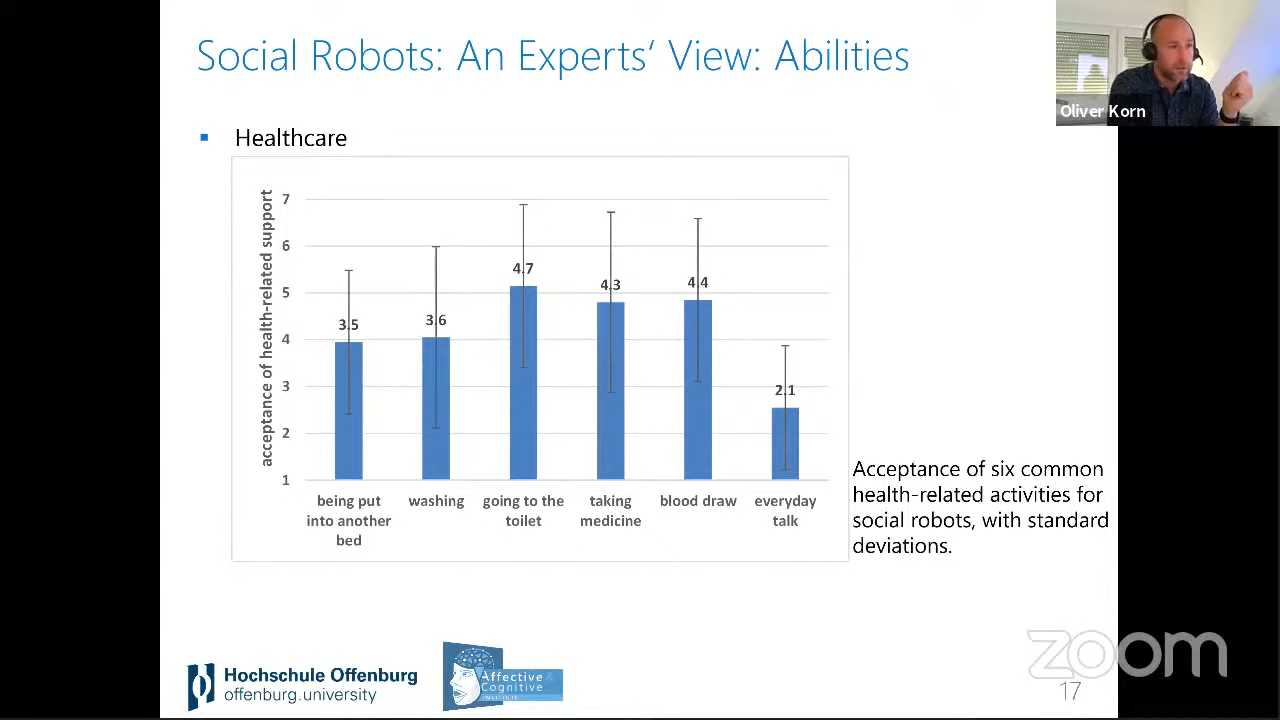 Social Robots: An Experts‘ View: Abilities
Oliver Korn
▪ Healthcare
acceptance of health-related support
7
6
5
4
3
2
1
3.5
3.6
4.7
4.3
4.4
2.1
being put
into another
bed
washing
going to the
toilet
taking
medicine
blood draw
everyday
talk
Acceptance of six common
health-related activities for
social robots, with standard
deviations.
Hochschule Offenburg
offenburg.university
Affective &
Cognitive
INSTITUTE
zoom
17